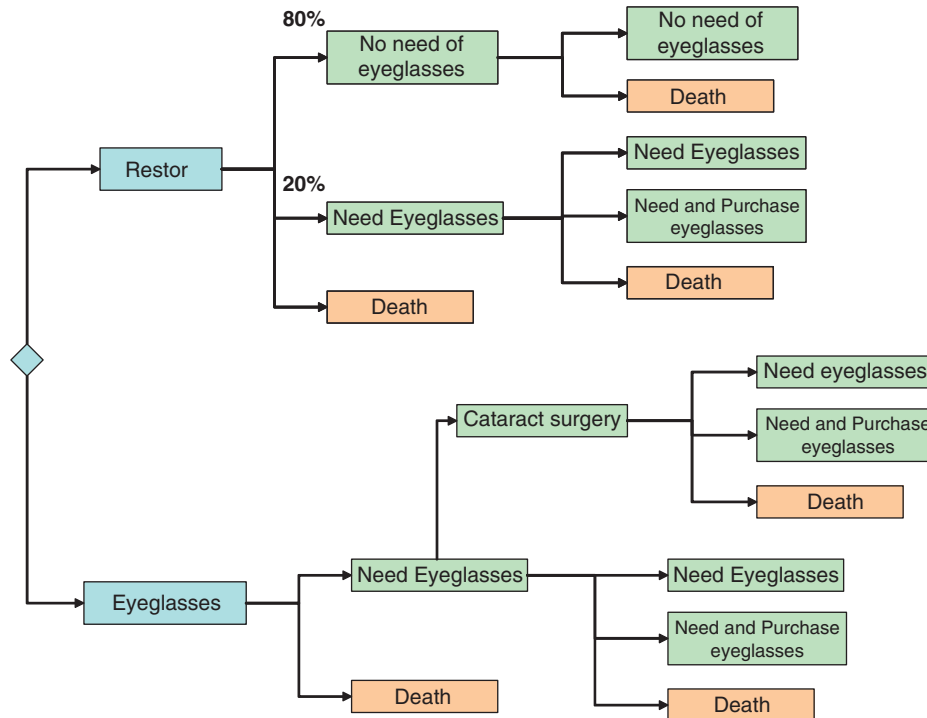 80%
No need of
eyeglasses
No need of
eyeglasses
Death
Restor
20%
Need Eyeglasses
Need Eyeglasses
Need and Purchase
eyeglasses
Death
Death
Need eyeglasses
Cataract surgery
Need and Purchase
eyeglasses
Death
Need Eyeglasses
Need Eyeglasses
Eyeglasses
Need and Purchase
eyeglasses
Death
Death